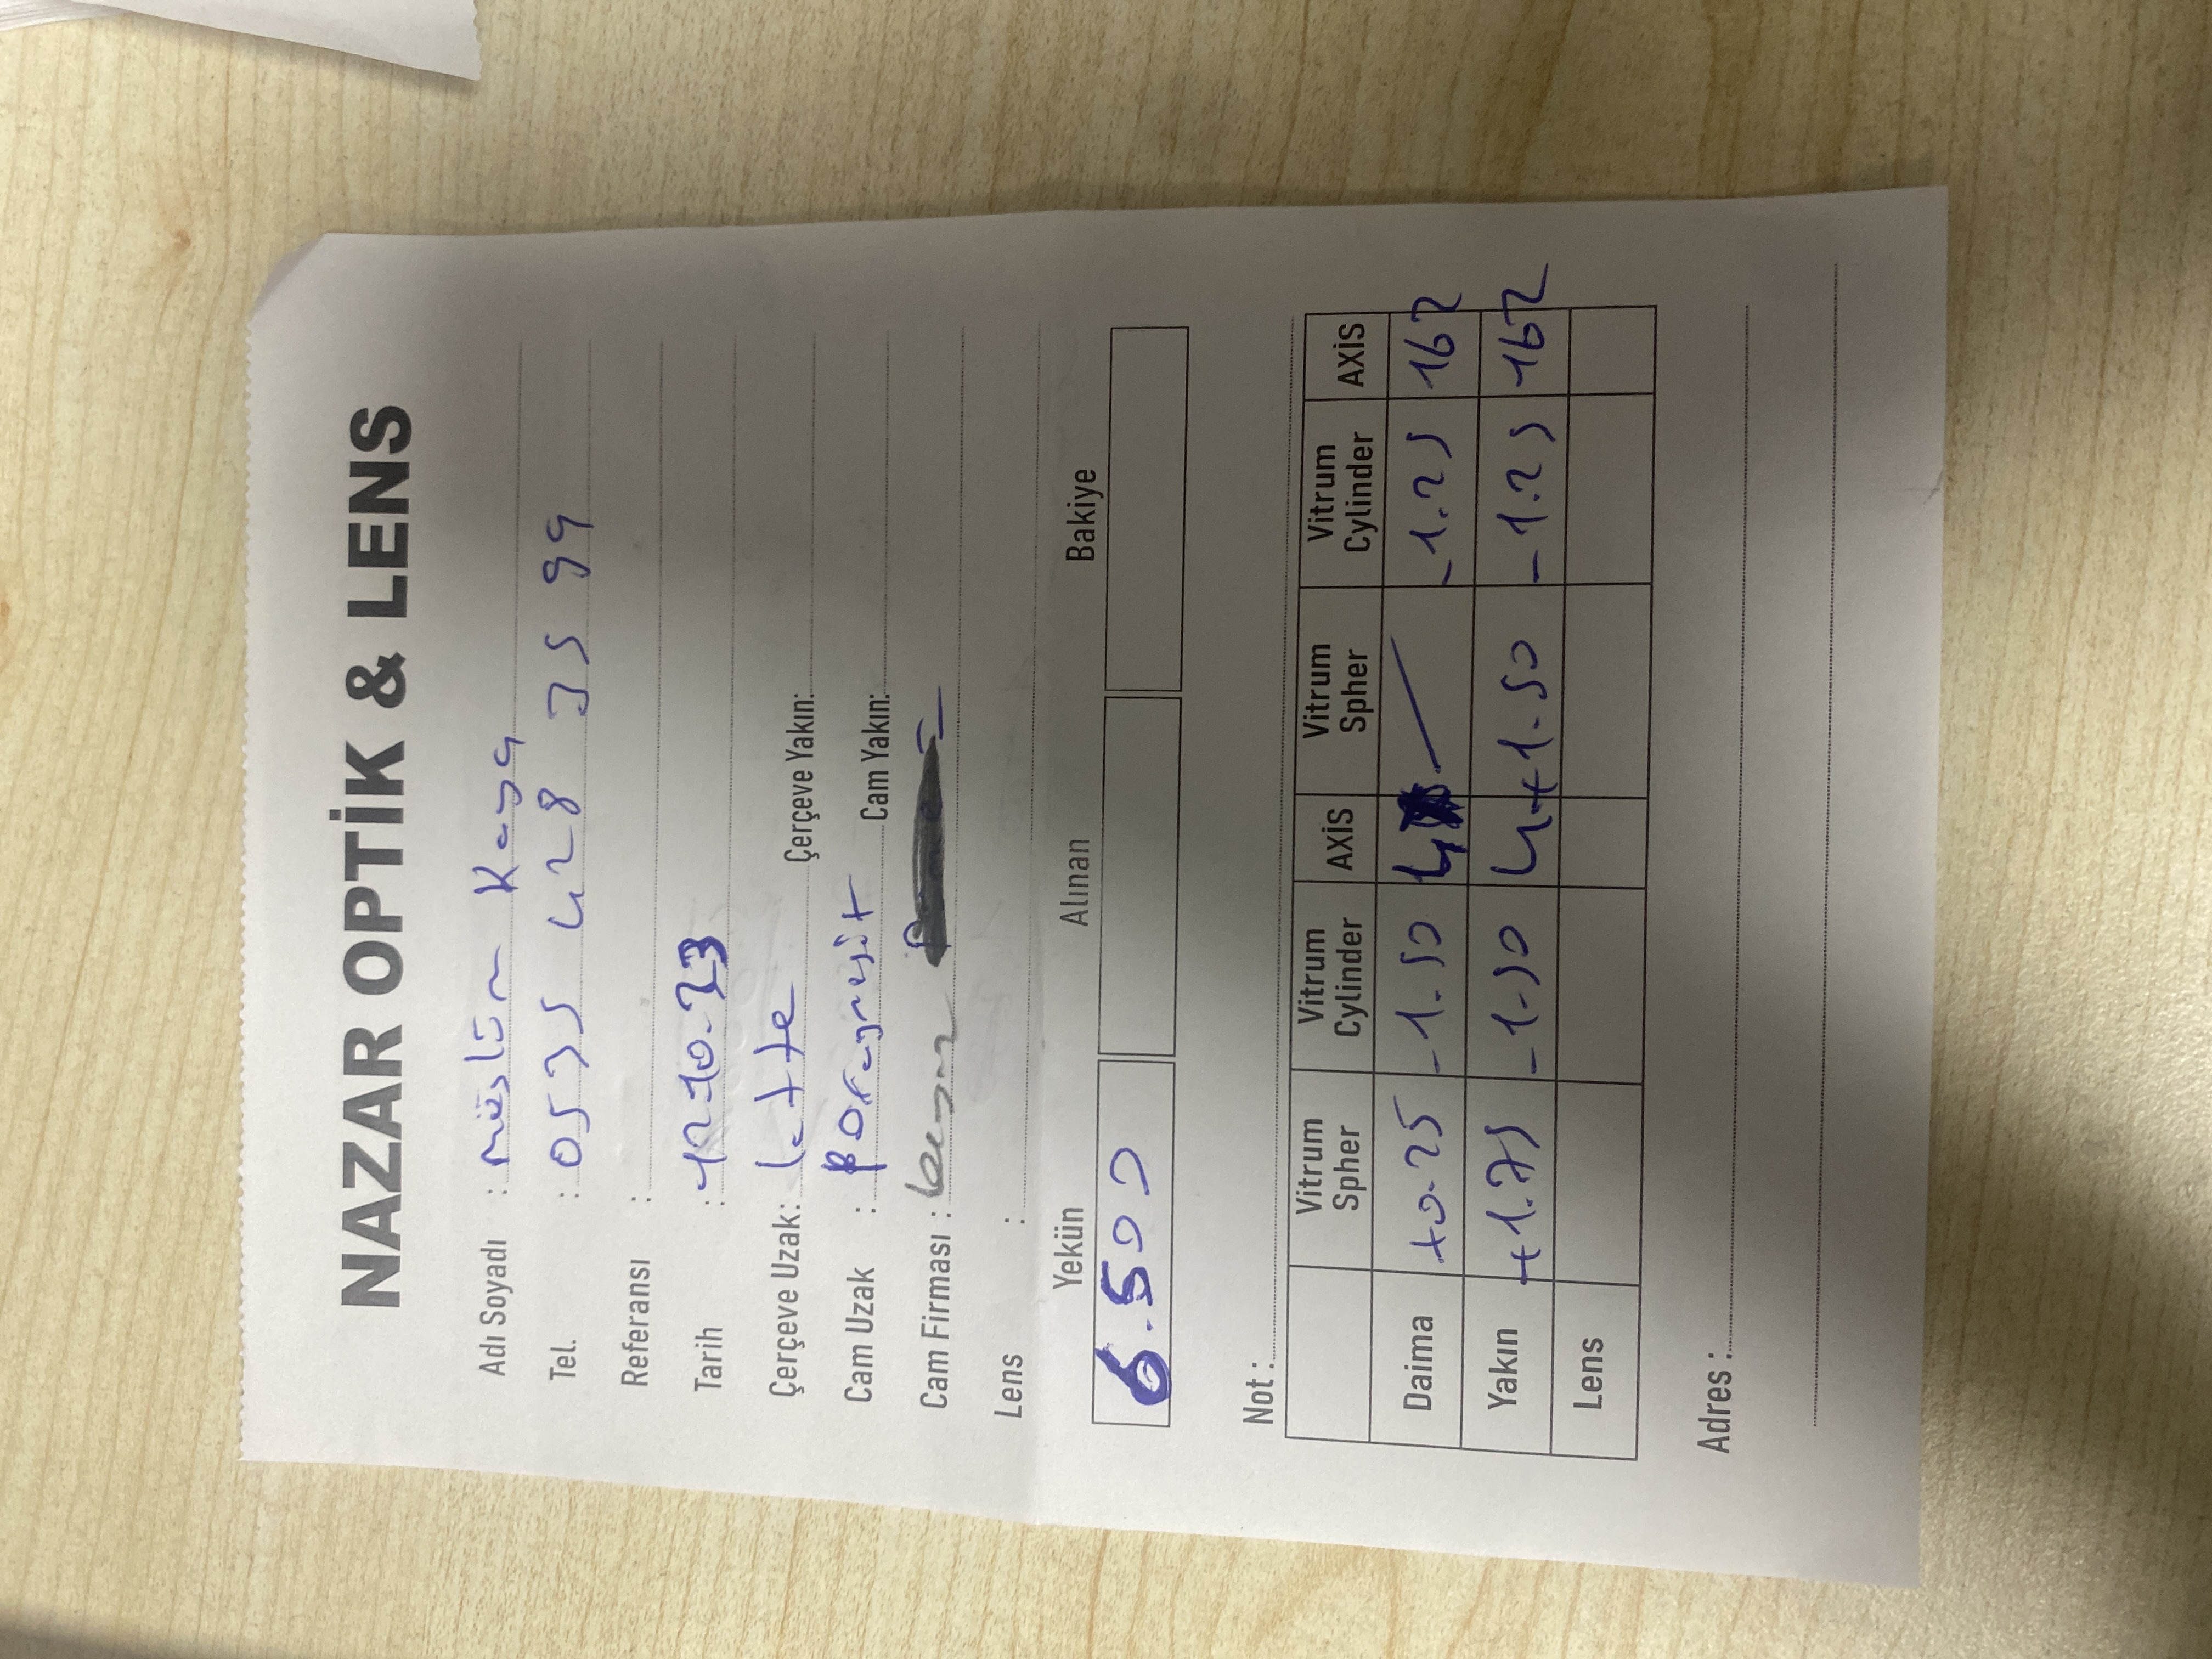 NAZAR OPTİK & LENS
Adı Soyadı : müslüm Kaya
Tel. : 0535 428 35 99
Referansı :
Tarih : 12.10.23
Çerçeve Uzak: Çerçeve Yakın:
Cam Uzak : Cam Yakın:
Cam Firması :
Lens :
Yekün Alınan Bakiye
6.500
Not :
Vitrum Spher Vitrum Cylinder AXİS Vitrum Spher Vitrum Cylinder AXİS
Daima +0.25 -1.50 4 — -1.25 162
Yakın +1.75 -1.50 4 +1.50 -1.25 162
Lens
Adres :